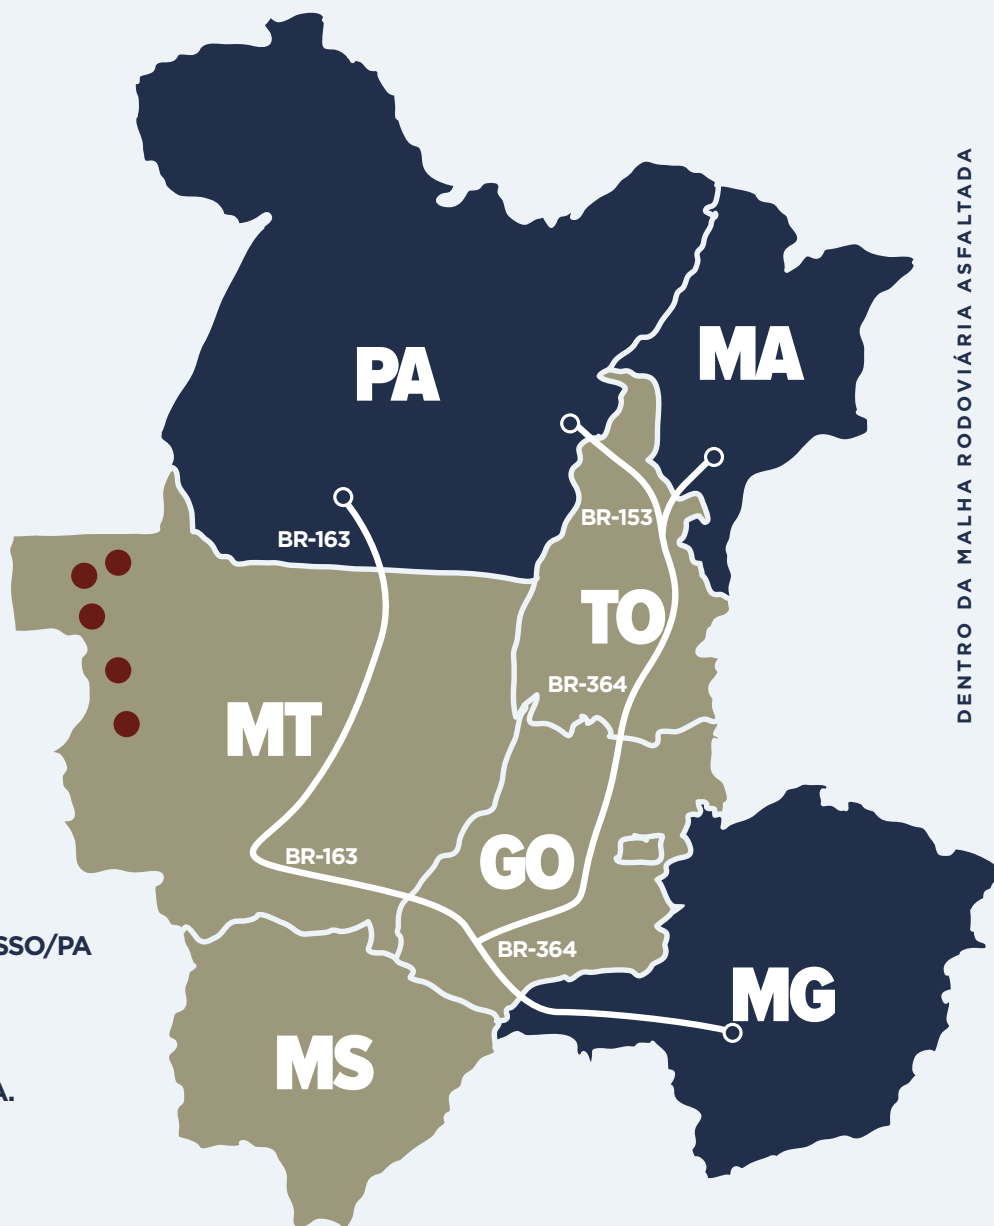 PA
MA
BR-163
BR-153
TO
BR-364
MT
GO
BR-163
BR-364
MG
MS
SSO/PA
A.
DENTRO DA MALHA RODOVIÁRIA ASFALTADA